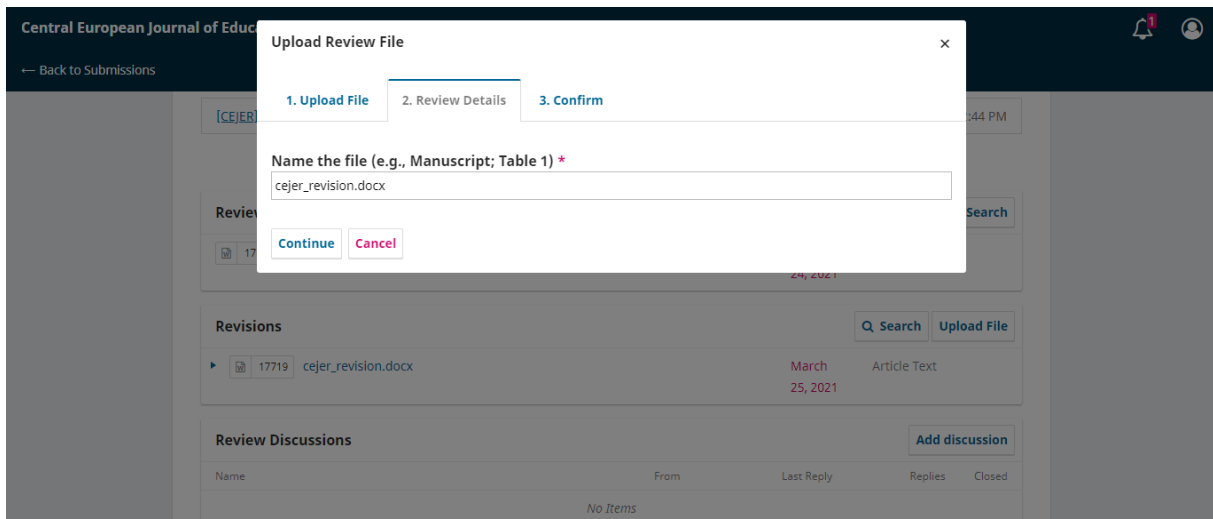 Central European Journal of Educa
1
← Back to Submissions
Upload Review File
×
1. Upload File
2. Review Details
3. Confirm
[CEJER]
:44 PM
Name the file (e.g., Manuscript; Table 1) *
cejer_revision.docx
Review
Search
Continue
Cancel
17
24, 2021
Revisions
Search
Upload File
17719 cejer_revision.docx
March
25, 2021
Article Text
Review Discussions
Add discussion
Name
From
Last Reply
Replies
Closed
No Items